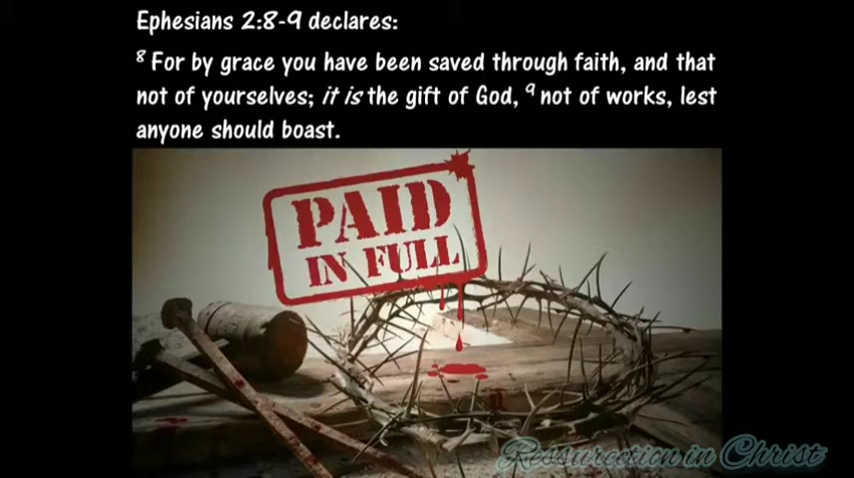 Ephesians 2:8-9 declares:
⁸ For by grace you have been saved through faith, and that
not of yourselves; it is the gift of God, ⁹ not of works, lest
anyone should boast.
PAID
IN FULL
Ressurection in Christ